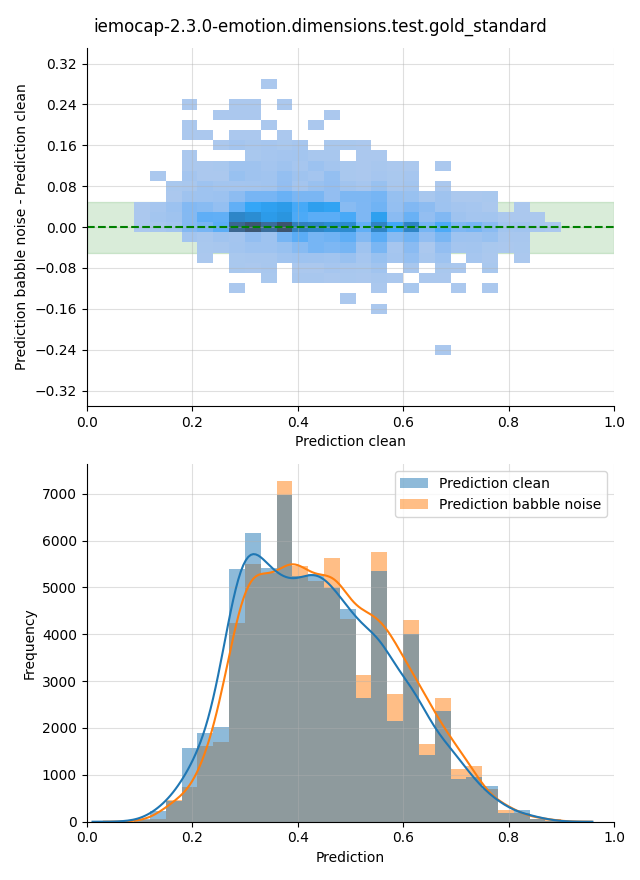 iemocap-2.3.0-emotion.dimensions.test.gold_standard
Prediction babble noise - Prediction clean
0.32
0.24
0.16
0.08
0.00
−0.08
−0.16
−0.24
−0.32
0.0 0.2 0.4 0.6 0.8 1.0
Prediction clean
Frequency
7000
6000
5000
4000
3000
2000
1000
0
Prediction clean
Prediction babble noise
0.0 0.2 0.4 0.6 0.8 1.0
Prediction